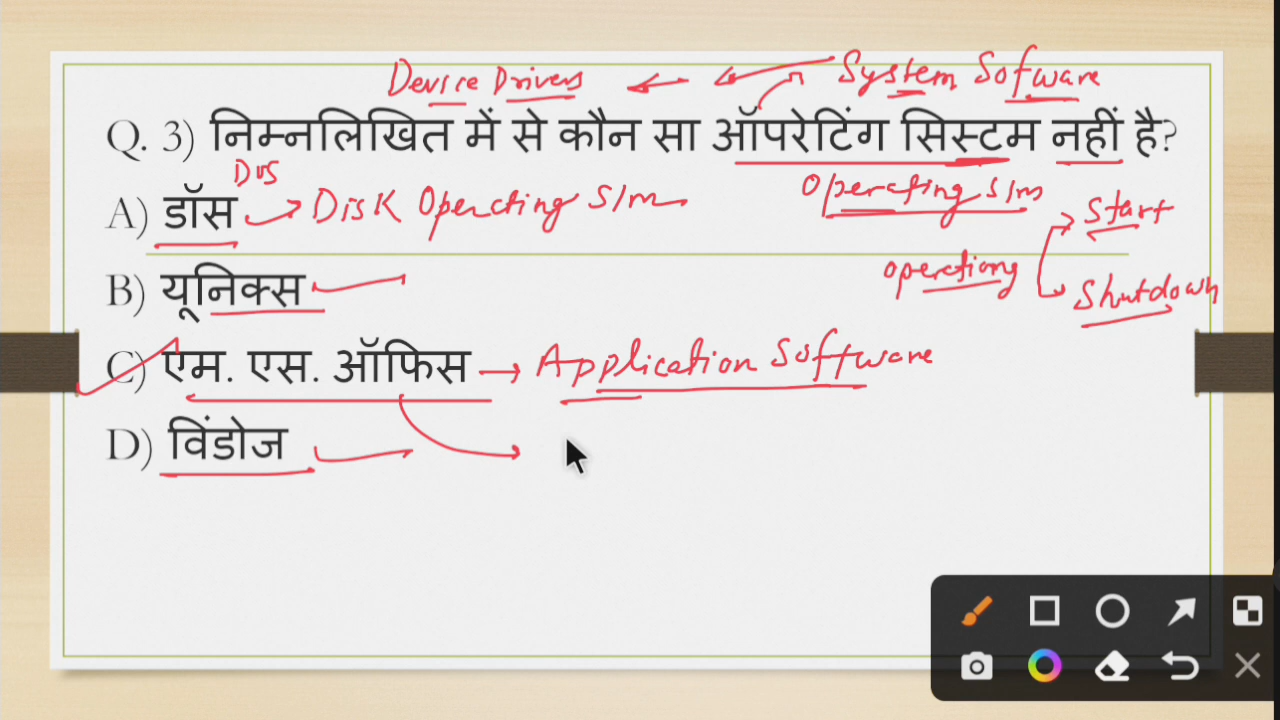 Device Drivers System Sofware
Q. 3) निम्नलिखित में से कौन सा ऑपरेटिंग सिस्टम नहीं है?
DOS
A) डॉस Disk Operating S/m Operating S/m Start
B) यूनिक्स operationg Shutdown
C) एम. एस. ऑफिस Application Software
D) विंडोज